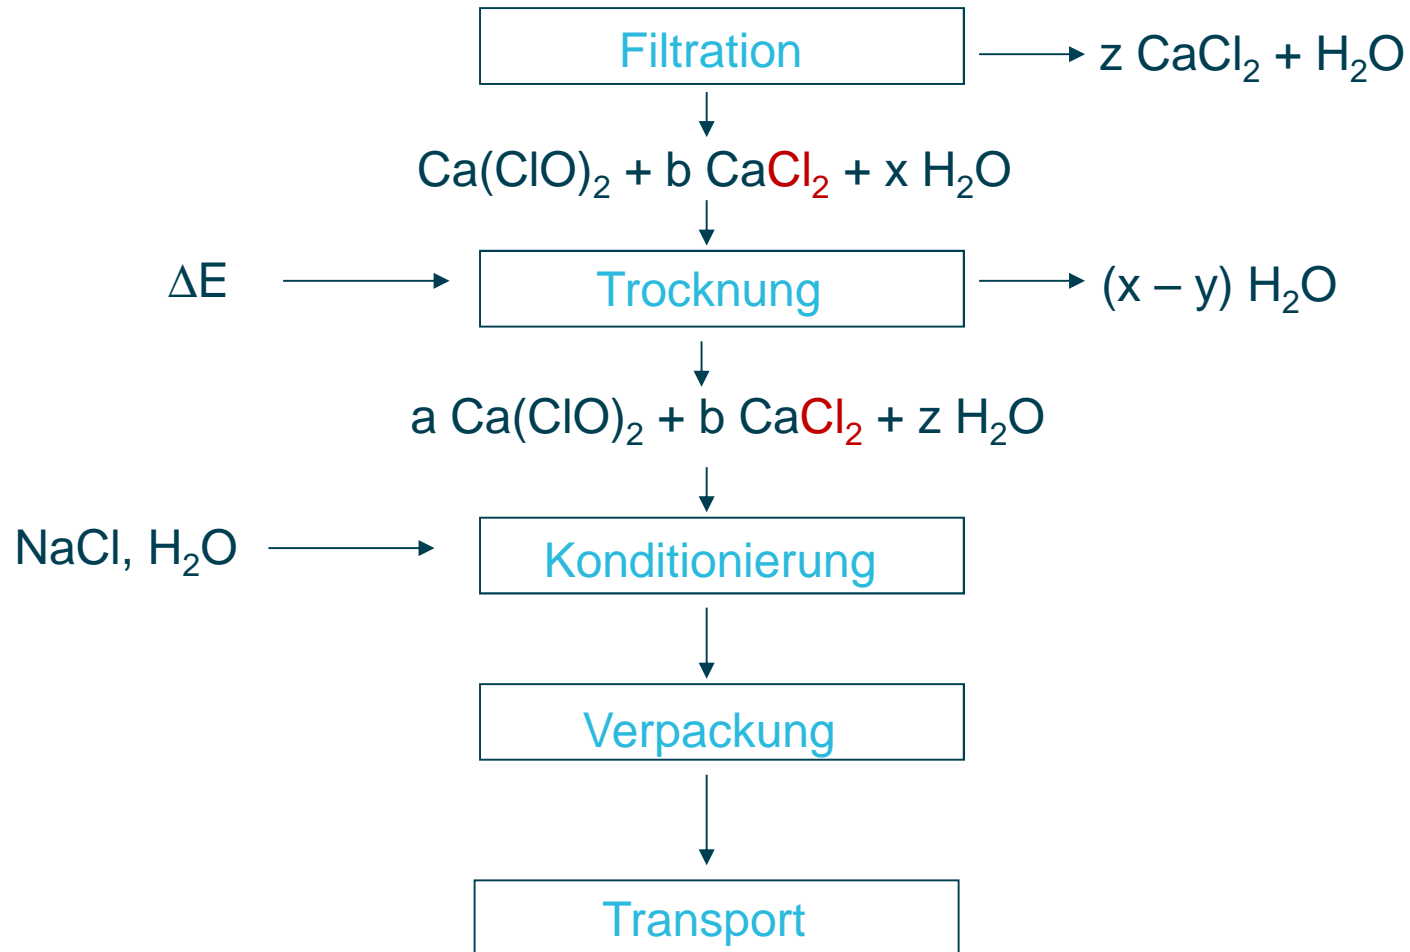 Filtration
z CaCl₂ + H₂O
Ca(ClO)₂ + b CaCl₂ + x H₂O
ΔE
Trocknung
(x – y) H₂O
a Ca(ClO)₂ + b CaCl₂ + z H₂O
NaCl, H₂O
Konditionierung
Verpackung
Transport